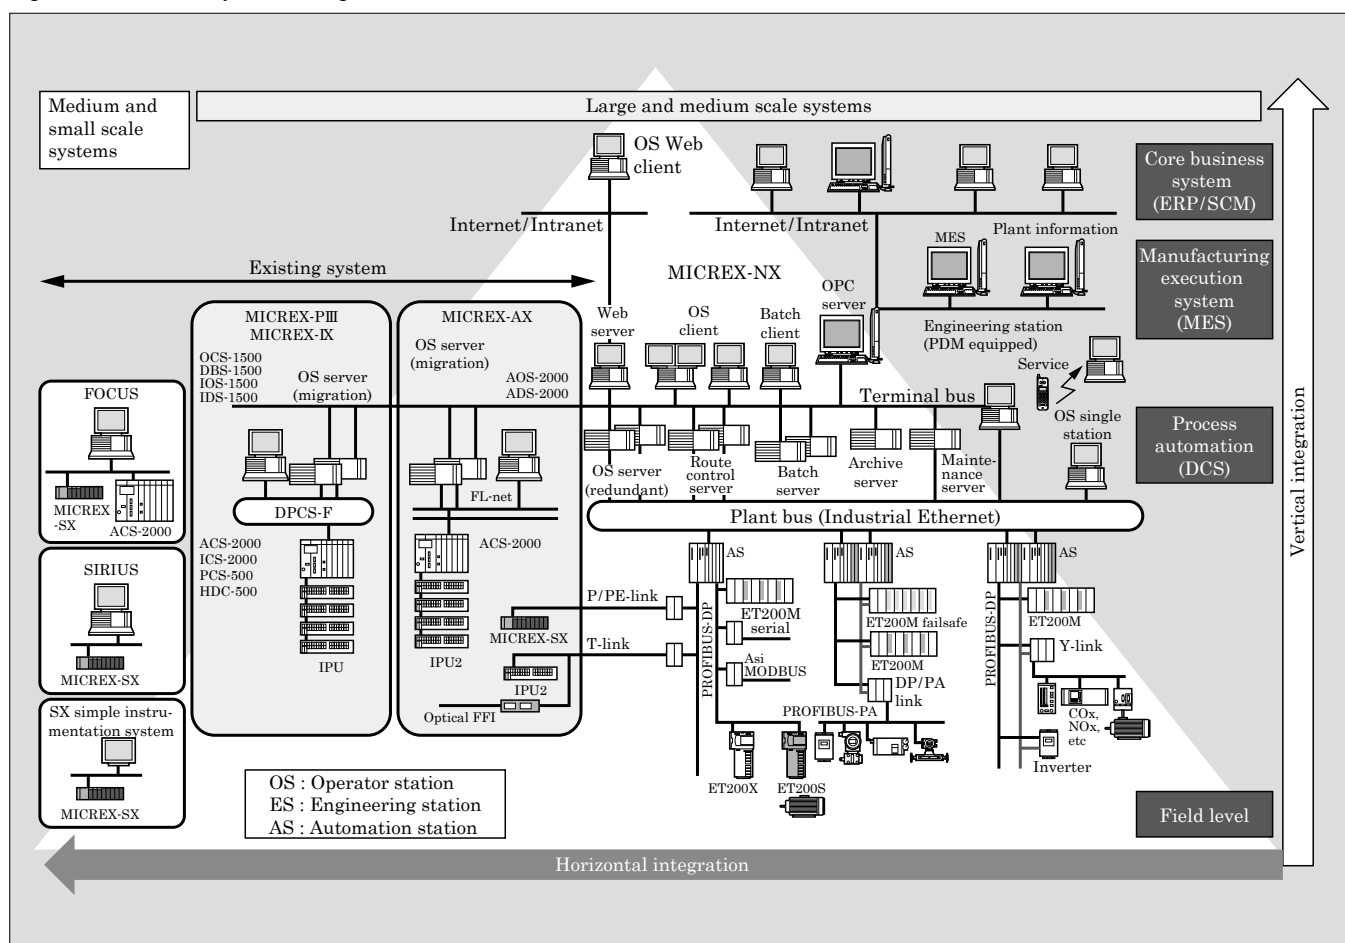 Medium and
small scale
systems
Large and medium scale systems
OS Web
client
Core business
system
(ERP/SCM)
Internet/Intranet
Internet/Intranet
MES
Plant information
Manufacturing
execution
system
(MES)
Existing system
MICREX-NX
OPC
server
Engineering station
(PDM equipped)
Web
server
OS
client
Batch
client
MICREX-PIII
MICREX-IX
OCS-1500
DBS-1500
IOS-1500
IDS-1500
OS server
(migration)
MICREX-AX
OS server
(migration)
AOS-2000
ADS-2000
Service
Terminal bus
OS single
station
Process
automation
(DCS)
Vertical integration
FOCUS
MICREX
-SX
ACS-2000
OS server
(redundant)
Route
control
server
Batch
server
Archive
server
Mainte-
nance
server
FL-net
DPCS-F
Plant bus (Industrial Ethernet)
ACS-2000
ICS-2000
PCS-500
HDC-500
IPU
ACS-2000
IPU2
AS
AS
AS
SIRIUS
MICREX-SX
P/PE-link
MICREX-SX
T-link
IPU2
Optical FFI
PROFIBUS-DP
ET200M
serial
Asi
MODBUS
ET200M failsafe
ET200M
DP/PA
link
PROFIBUS-PA
PROFIBUS-DP
ET200M
Y-link
COx,
NOx,
etc
Inverter
ET200X
ET200S
SX simple instru-
mentation system
MICREX-SX
OS : Operator station
ES : Engineering station
AS : Automation station
Field level
Horizontal integration